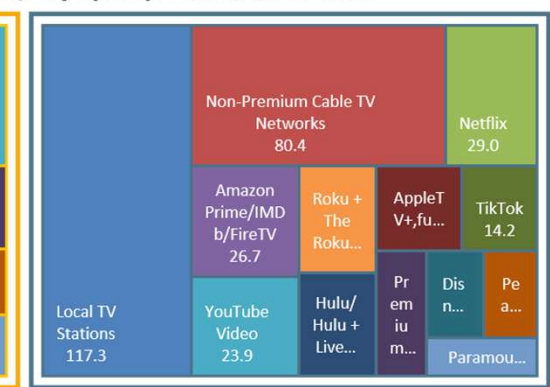 Non-Premium Cable TV
Networks
80.4
Netflix
29.0
Amazon
Prime/IMD
b/FireTV
26.7
Roku +
The
Roku...
AppleT
V+,fu...
TikTok
14.2
Local TV
Stations
117.3
YouTube
Video
23.9
Hulu/
Hulu +
Live...
Pr
em
iu
m...
Dis
n...
Pe
a...
Paramou...